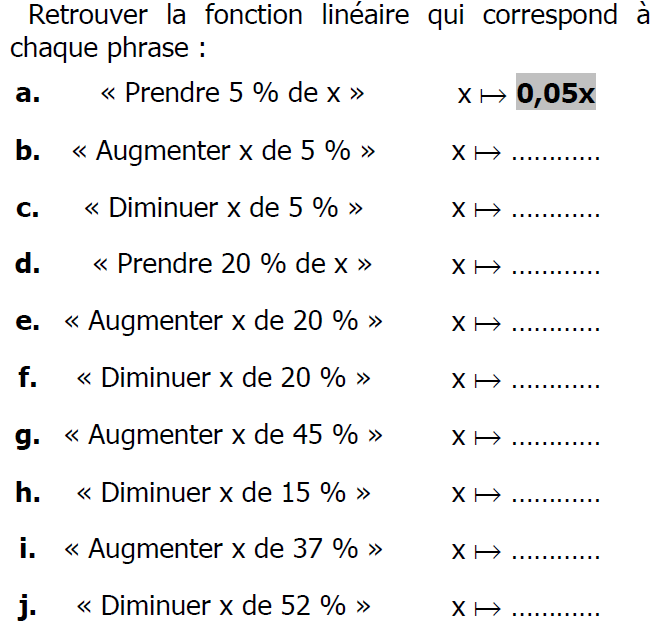 Retrouver la fonction linéaire qui correspond à
chaque phrase :
a. « Prendre 5 % de x » x ↦ 0,05x
b. « Augmenter x de 5 % » x ↦ ............
c. « Diminuer x de 5 % » x ↦ ............
d. « Prendre 20 % de x » x ↦ ............
e. « Augmenter x de 20 % » x ↦ ............
f. « Diminuer x de 20 % » x ↦ ............
g. « Augmenter x de 45 % » x ↦ ............
h. « Diminuer x de 15 % » x ↦ ............
i. « Augmenter x de 37 % » x ↦ ............
j. « Diminuer x de 52 % » x ↦ ............